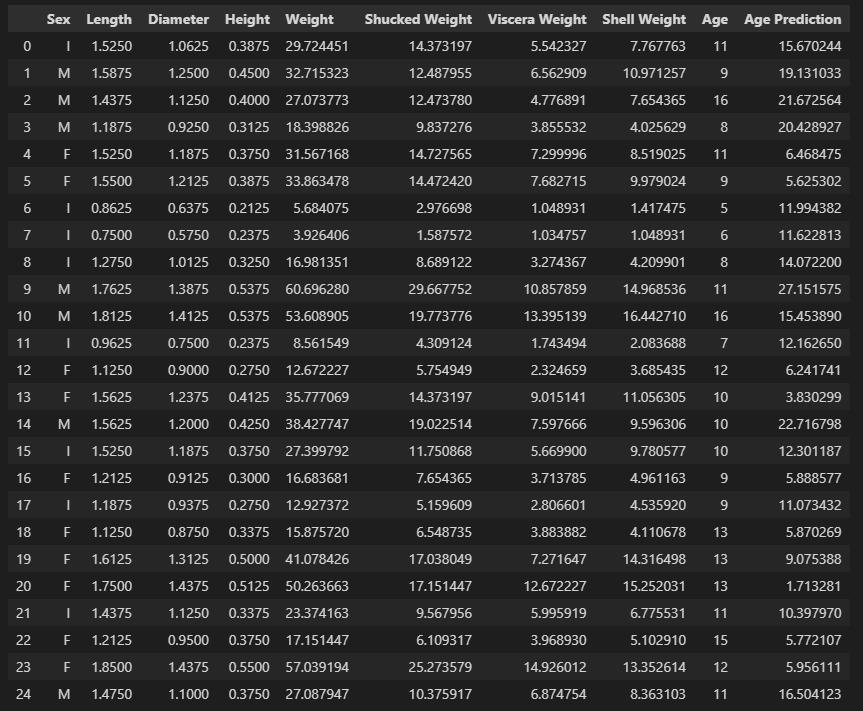 Sex Length Diameter Height Weight Shucked Weight Viscera Weight Shell Weight Age Age Prediction
0 I 1.5250 1.0625 0.3875 29.724451 14.373197 5.542327 7.767763 11 15.670244
1 M 1.5875 1.2500 0.4500 32.715323 12.487955 6.562909 10.971257 9 19.131033
2 M 1.4375 1.1250 0.4000 27.073773 12.473780 4.776891 7.654365 16 21.672564
3 M 1.1875 0.9250 0.3125 18.398826 9.837276 3.855532 4.025629 8 20.428927
4 F 1.5250 1.1875 0.3750 31.567168 14.727565 7.299996 8.519025 11 6.468475
5 F 1.5500 1.2125 0.3875 33.863478 14.472420 7.682715 9.979024 9 5.625302
6 I 0.8625 0.6375 0.2125 5.684075 2.976698 1.048931 1.417475 5 11.994382
7 I 0.7500 0.5750 0.2375 3.926406 1.587572 1.034757 1.048931 6 11.622813
8 I 1.2750 1.0125 0.3250 16.981351 8.689122 3.274367 4.209901 8 14.072200
9 M 1.7625 1.3875 0.5375 60.696280 29.667752 10.857859 14.968536 11 27.151575
10 M 1.8125 1.4125 0.5375 53.608905 19.773776 13.395139 16.442710 16 15.453890
11 I 0.9625 0.7500 0.2375 8.561549 4.309124 1.743494 2.083688 7 12.162650
12 F 1.1250 0.9000 0.2750 12.672227 5.754949 2.324659 3.685435 12 6.241741
13 F 1.5625 1.2375 0.4125 35.777069 14.373197 9.015141 11.056305 10 3.830299
14 M 1.5625 1.2000 0.4250 38.427747 19.022514 7.597666 9.596306 10 22.716798
15 I 1.5250 1.1875 0.3750 27.399792 11.750868 5.669900 9.780577 10 12.301187
16 F 1.2125 0.9125 0.3000 16.683681 7.654365 3.713785 4.961163 9 5.888577
17 I 1.1875 0.9375 0.2750 12.927372 5.159609 2.806601 4.535920 9 11.073432
18 F 1.1250 0.8750 0.3375 15.875720 6.548735 3.883882 4.110678 13 5.870269
19 F 1.6125 1.3125 0.5000 41.078426 17.038049 7.271647 14.316498 13 9.075388
20 F 1.7500 1.4375 0.5125 50.263663 17.151447 12.672227 15.252031 13 1.713281
21 I 1.4375 1.1250 0.3375 23.374163 9.567956 5.995919 6.775531 11 10.397970
22 F 1.2125 0.9500 0.3750 17.151447 6.109317 3.968930 5.102910 15 5.772107
23 F 1.8500 1.4375 0.5500 57.039194 25.273579 14.926012 13.352614 12 5.956111
24 M 1.4750 1.1000 0.3750 27.087947 10.375917 6.874754 8.363103 11 16.504123